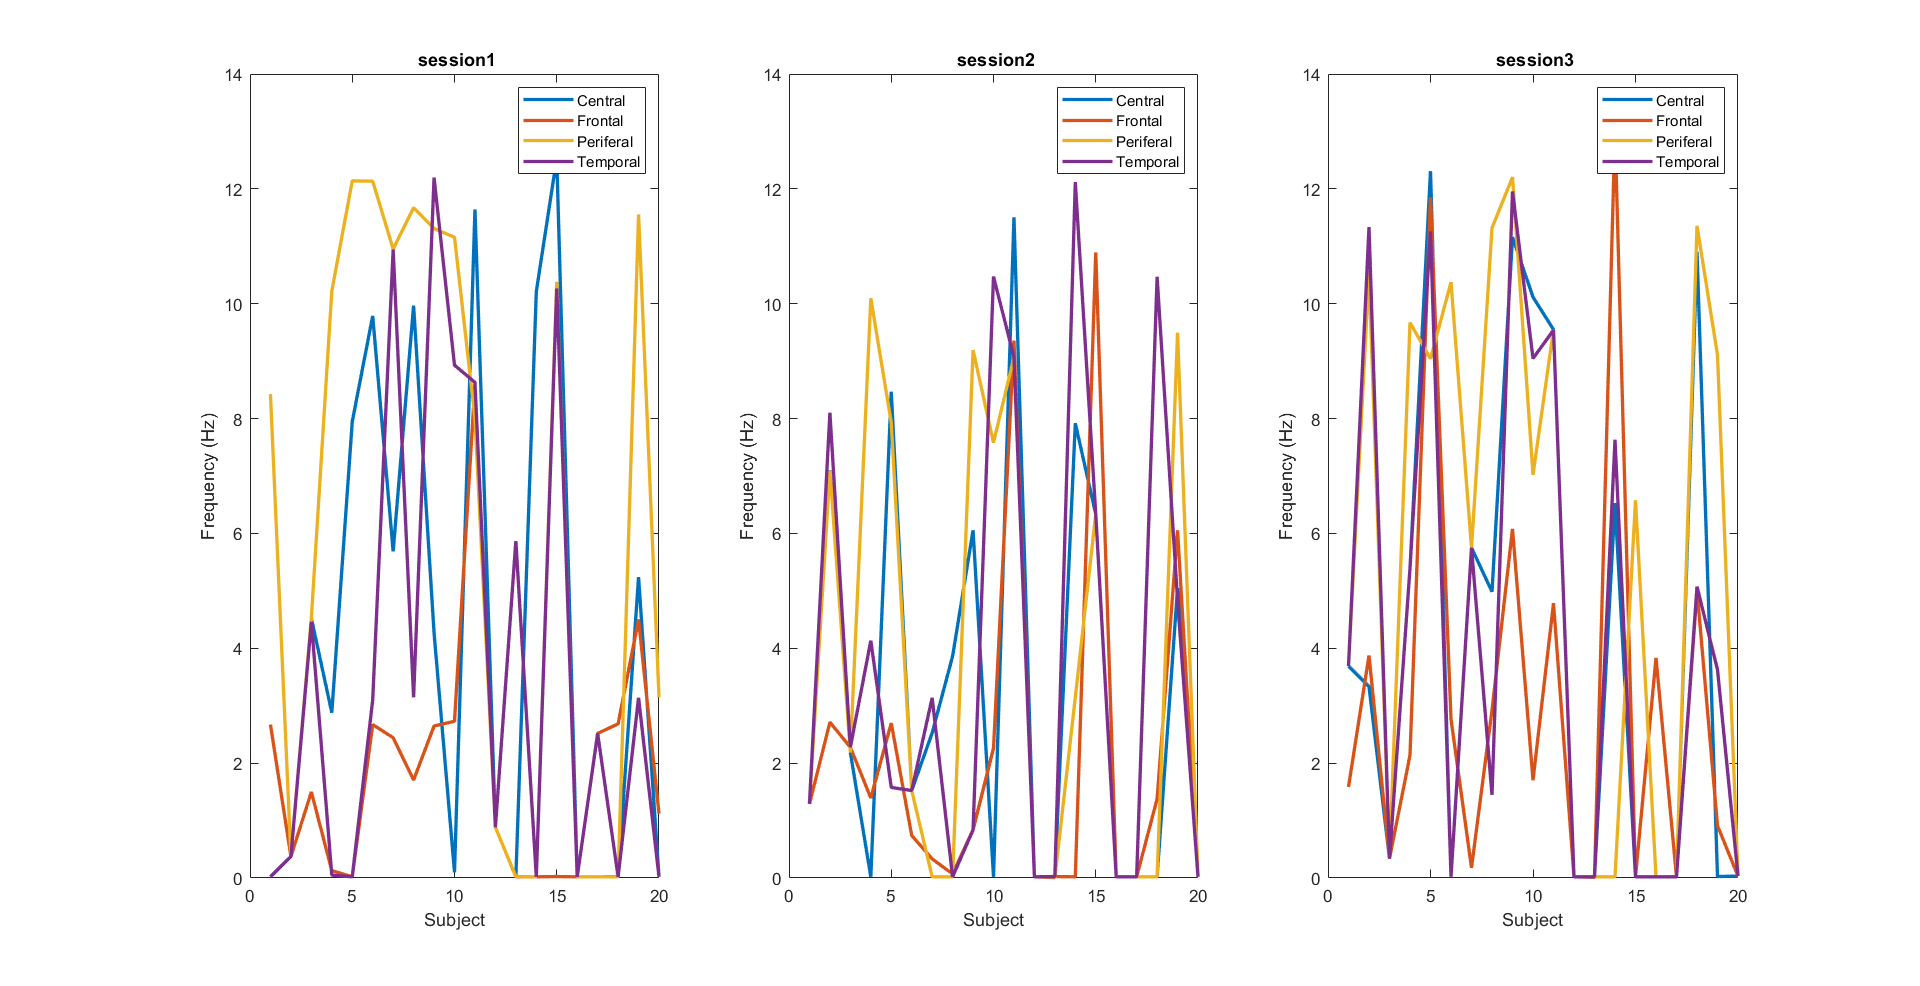 session1
14
12
10
8
6
4
2
0
Frequency (Hz)
0 5 10 15 20
Subject
Central
Frontal
Periferal
Temporal
session2
14
12
10
8
6
4
2
0
Frequency (Hz)
0 5 10 15 20
Subject
Central
Frontal
Periferal
Temporal
session3
14
12
10
8
6
4
2
0
Frequency (Hz)
0 5 10 15 20
Subject
Central
Frontal
Periferal
Temporal